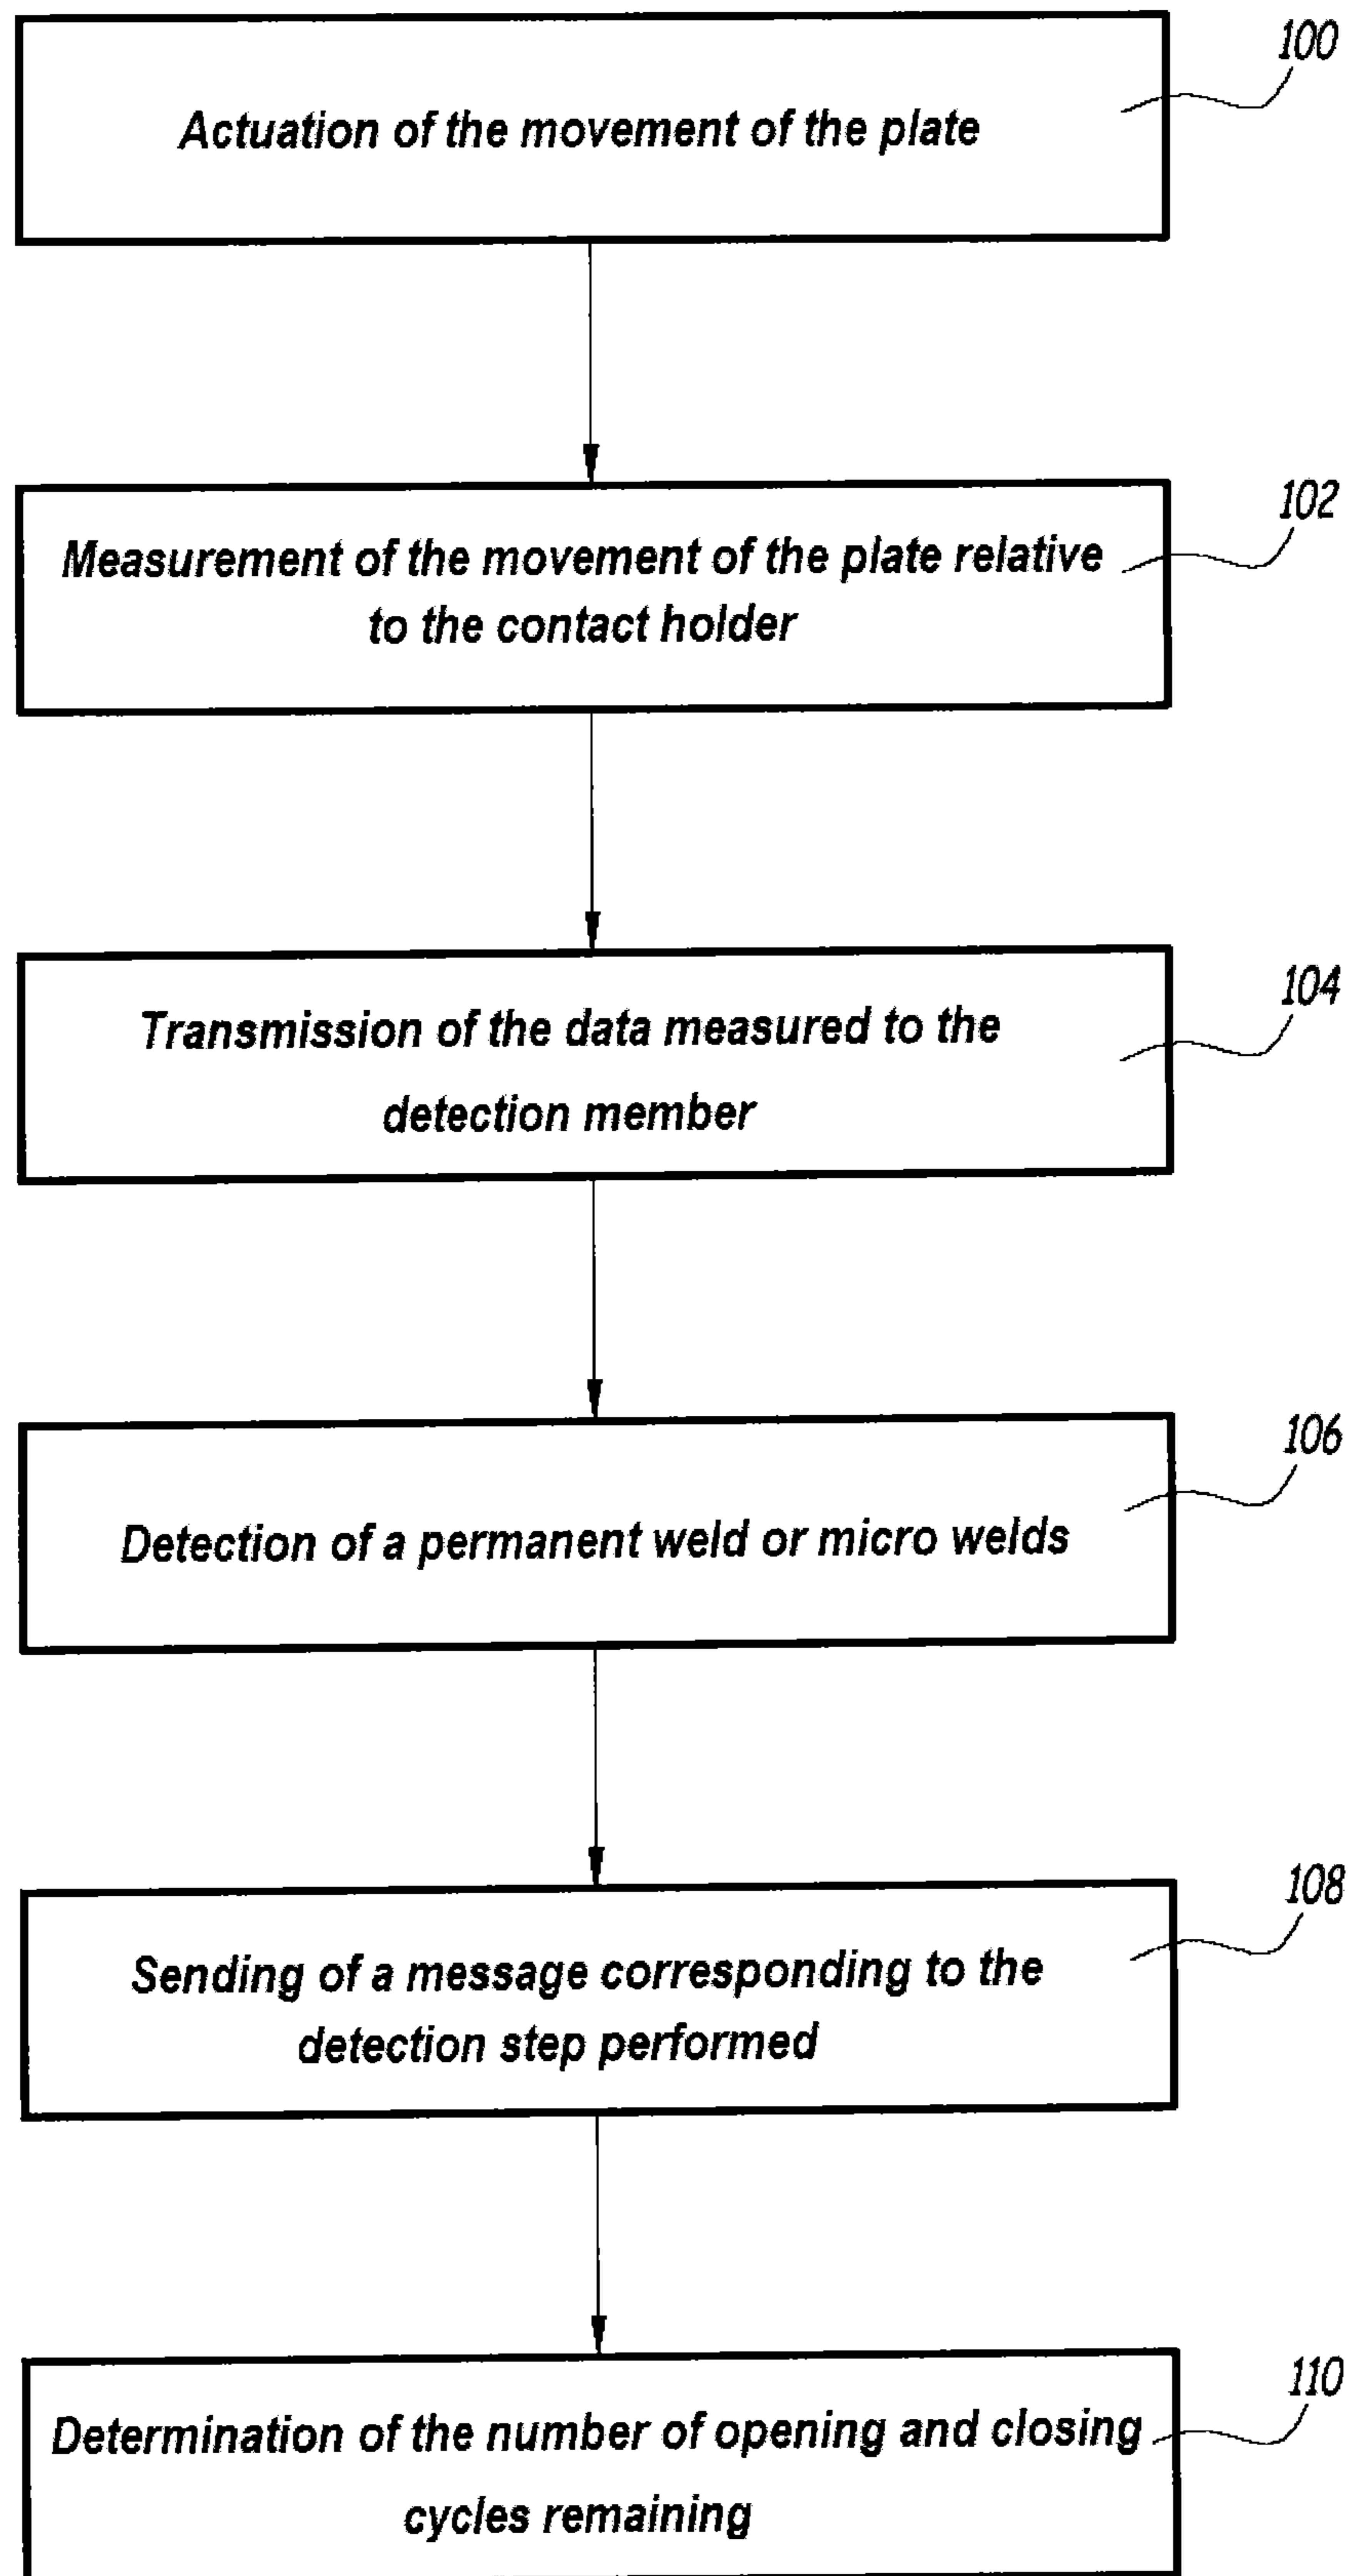 100
Actuation of the movement of the plate
102
Measurement of the movement of the plate relative
to the contact holder
104
Transmission of the data measured to the
detection member
106
Detection of a permanent weld or micro welds
108
Sending of a message corresponding to the
detection step performed
110
Determination of the number of opening and closing
cycles remaining